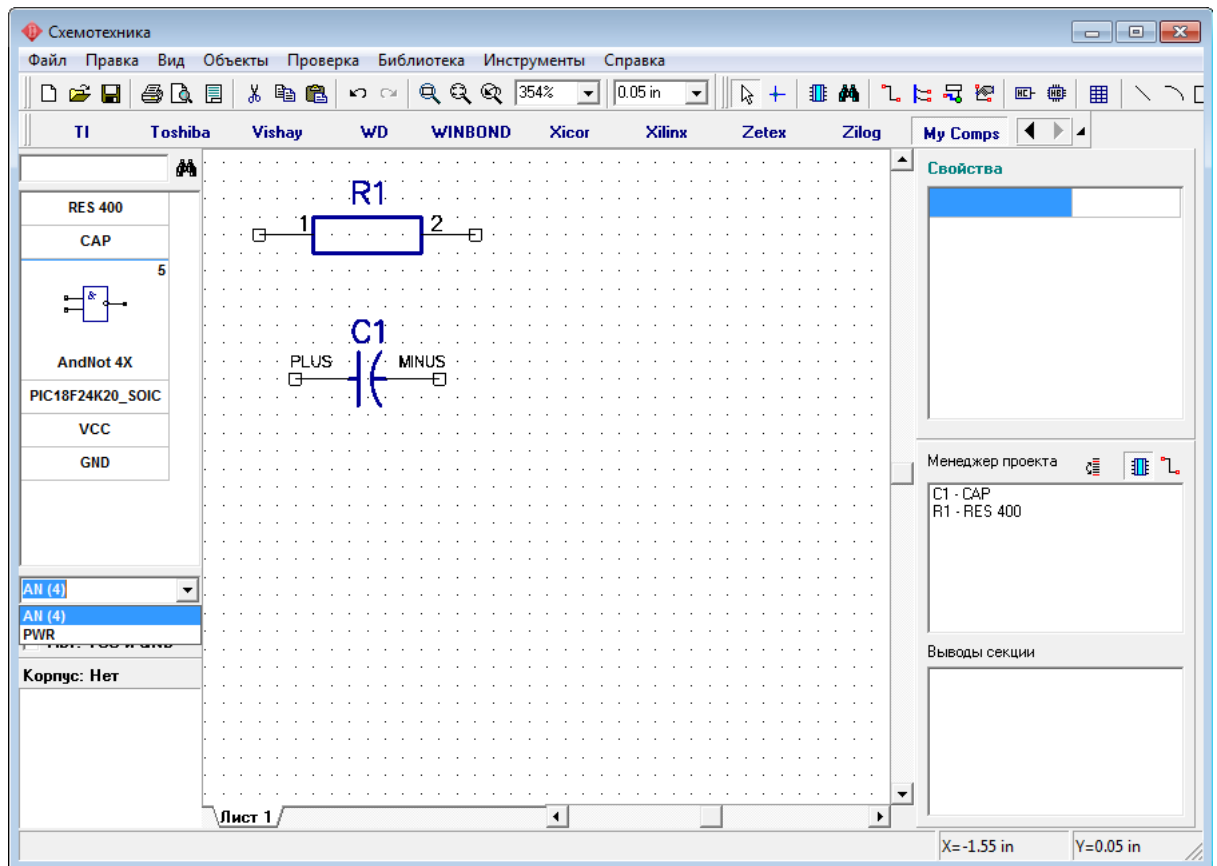 Схемотехника
Файл Правка Вид Объекты Проверка Библиотека Инструменты Справка
354% 0.05 in
TI Toshiba Vishay WD WINBOND Xicor Xilinx Zetex Zilog My Comps
RES 400
CAP
5
&
AndNot 4X
PIC18F24K20_SOIC
VCC
GND
AN (4)
AN (4)
PWR
Корпус: Нет
R1
1 2
C1
PLUS MINUS
Лист 1
Свойства
Менеджер проекта
C1 - CAP
R1 - RES 400
Выводы секции
X=-1.55 in Y=0.05 in